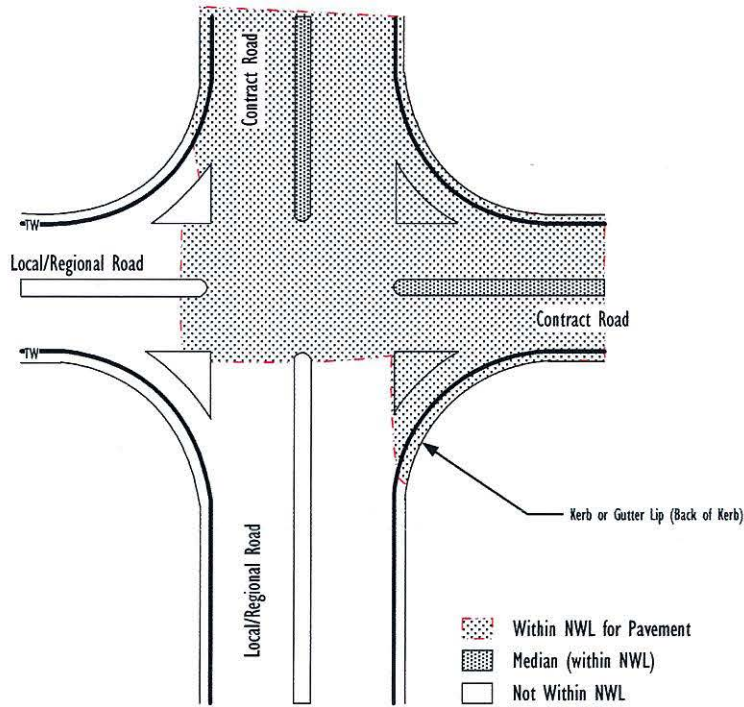 Contract Road
TW
Local/Regional Road
Contract Road
TW
Kerb or Gutter Lip (Back of Kerb)
Local/Regional Road
Within NWL for Pavement
Median (within NWL)
Not Within NWL